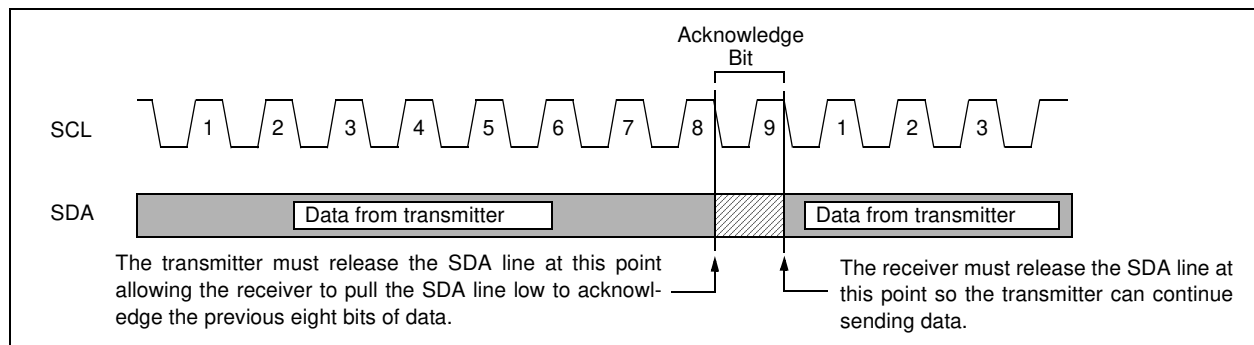 Acknowledge
Bit
SCL
1 2 3 4 5 6 7 8 9 1 2 3
SDA
Data from transmitter
Data from transmitter
The transmitter must release the SDA line at this point
allowing the receiver to pull the SDA line low to acknowl-
edge the previous eight bits of data.
The receiver must release the SDA line at
this point so the transmitter can continue
sending data.